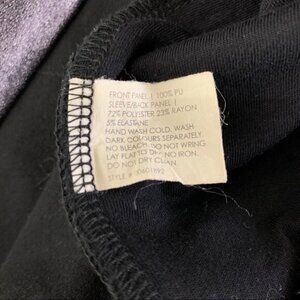 FRONT PANEL | 100% PU
SLEEVE/BACK PANEL |
72% POLYESTER 23% RAYON
5% ELASTANE
HAND WASH COLD. WASH
DARK COLOURS SEPARATELY.
NO BLEACH. DO NOT WRING.
LAY FLAT TO DRY. NO IRON.
DO NOT DRY CLEAN.
STYLE #